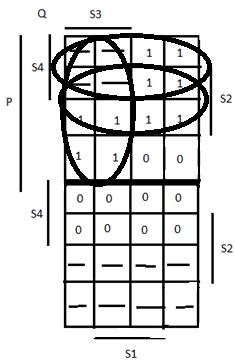 Q S3
— — 1 1
S4
— — 1 1
P
S2
1 1 1 1
1 1 0 0
0 0 0 0
S4
0 0 0 0
S2
— — — —
— — — —
S1